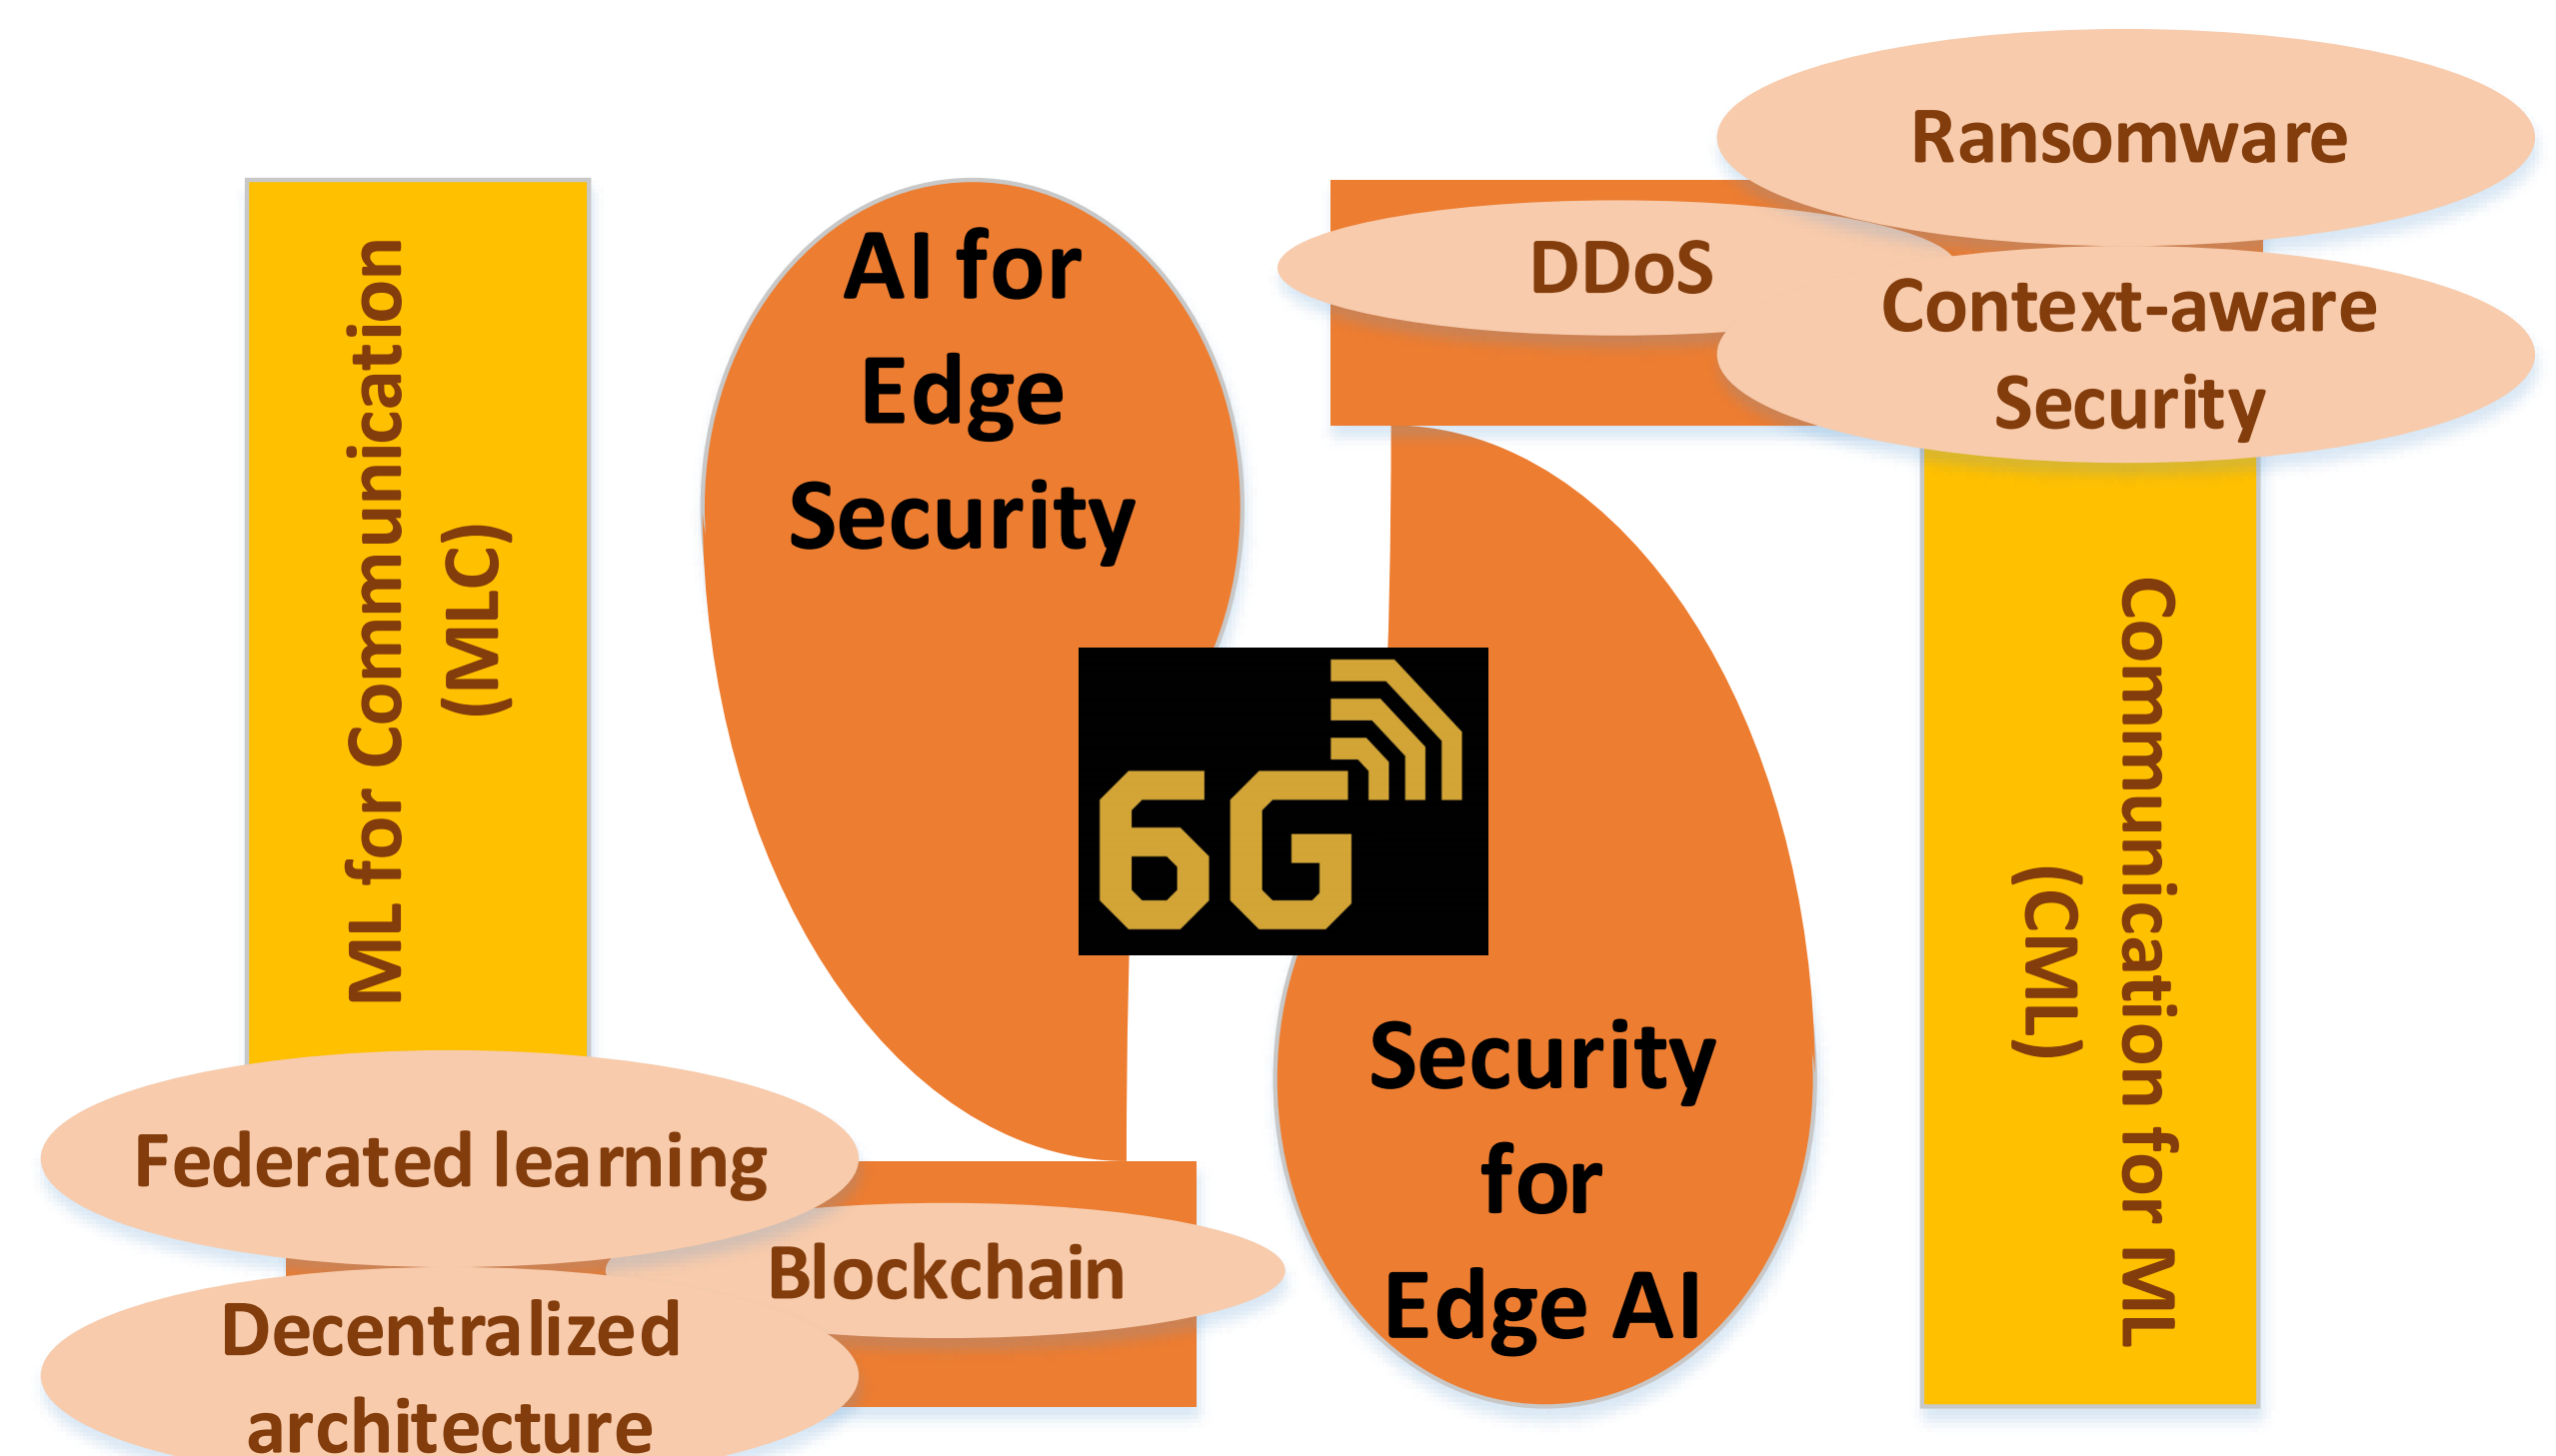 ML for Communication
(MLC)
AI for
Edge
Security
DDoS
Ransomware
Context-aware
Security
6G
Communication for ML
(CML)
Security
for
Edge AI
Federated learning
Blockchain
Decentralized
architecture